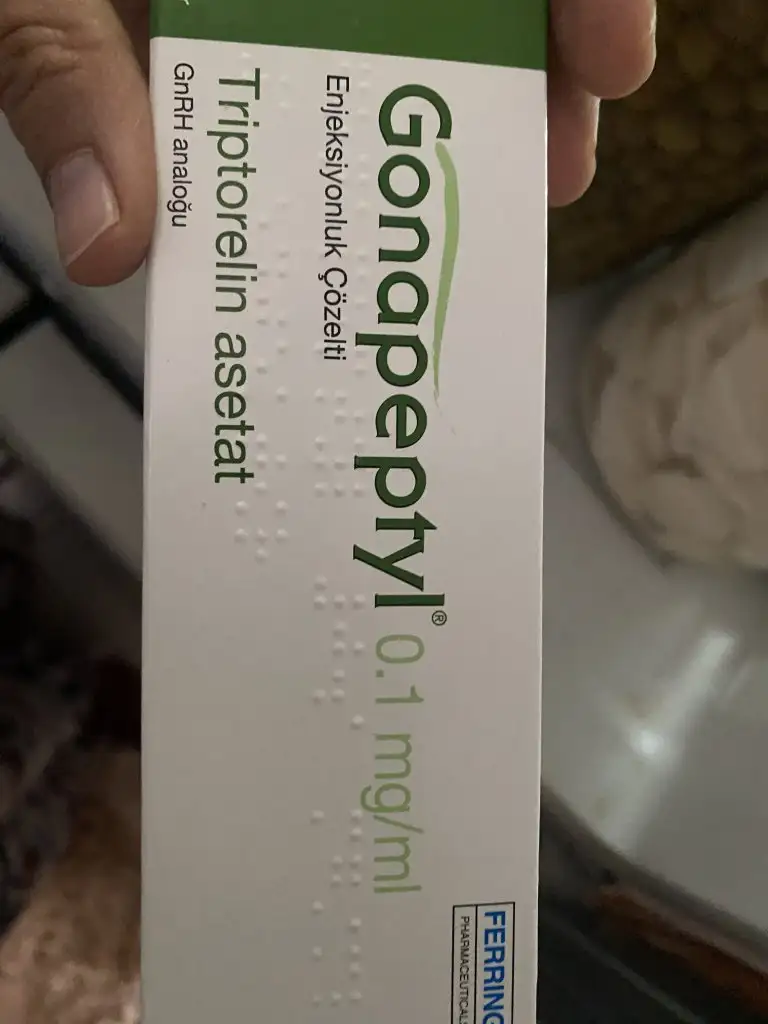 Gonapeptyl® 0.1 mg/ml
Enjeksiyonluk Çözelti
Triptorelin asetat
GnRH analoğu
FERRING
PHARMACEUTICALS